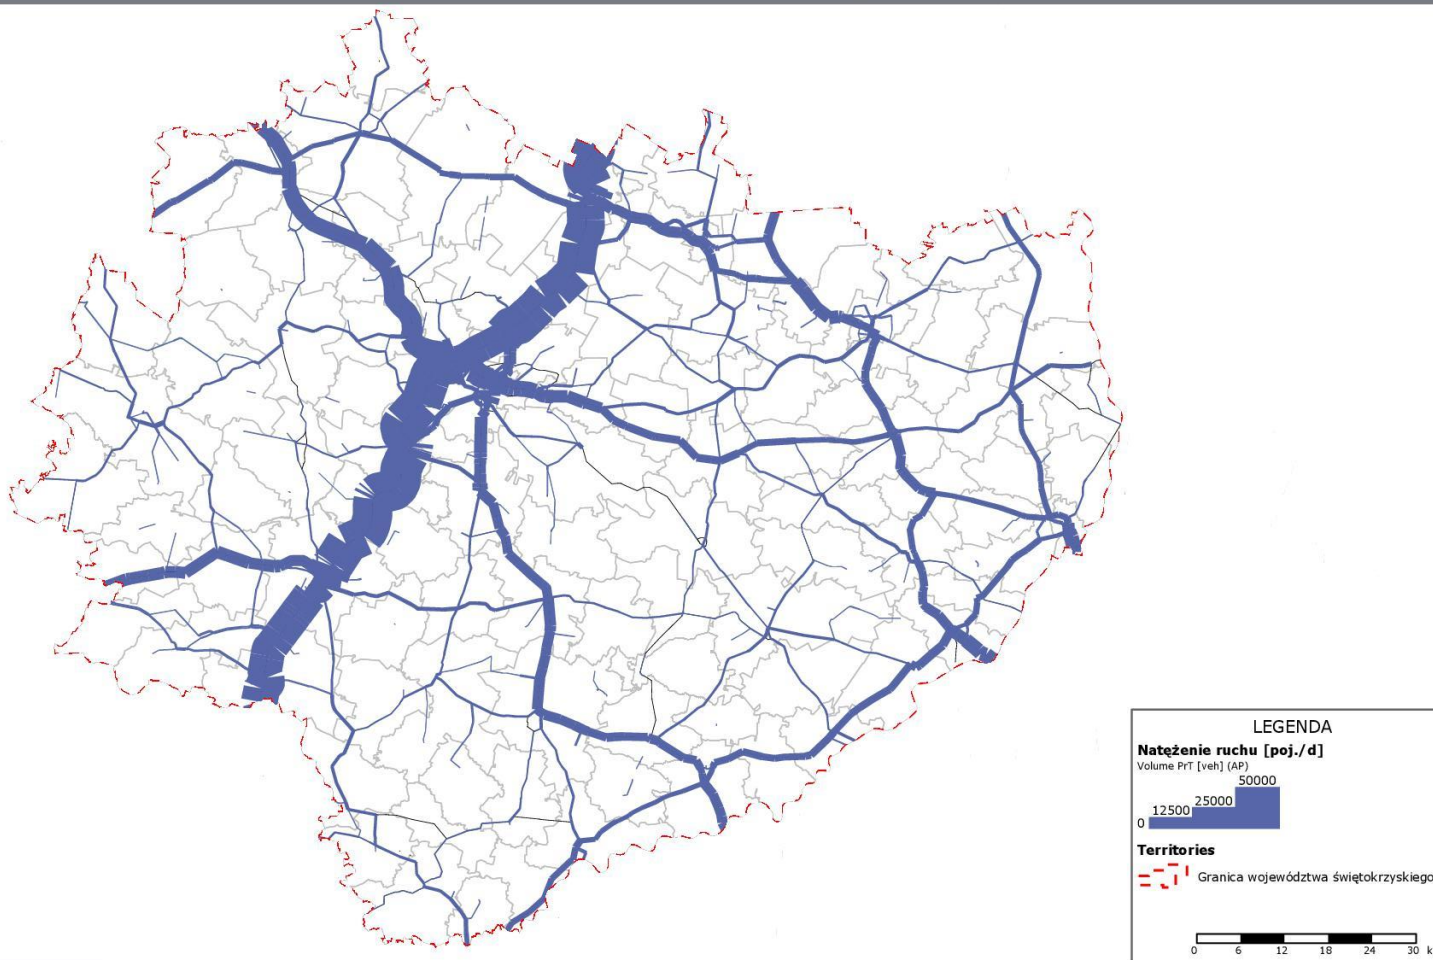 LEGENDA
Natężenie ruchu [poj./d]
Volume PrT [veh] (AP)
0 12500 25000 50000
Territories
Granica województwa świętokrzyskiego
0 6 12 18 24 30 k